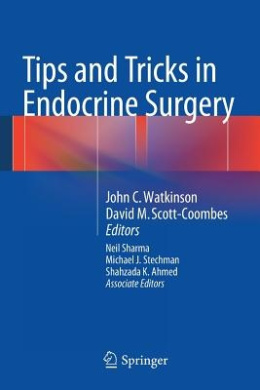 Tips and Tricks in
Endocrine Surgery
John C. Watkinson
David M. Scott-Coombes
Editors
Neil Sharma
Michael J. Stechman
Shahzada K. Ahmed
Associate Editors
Springer